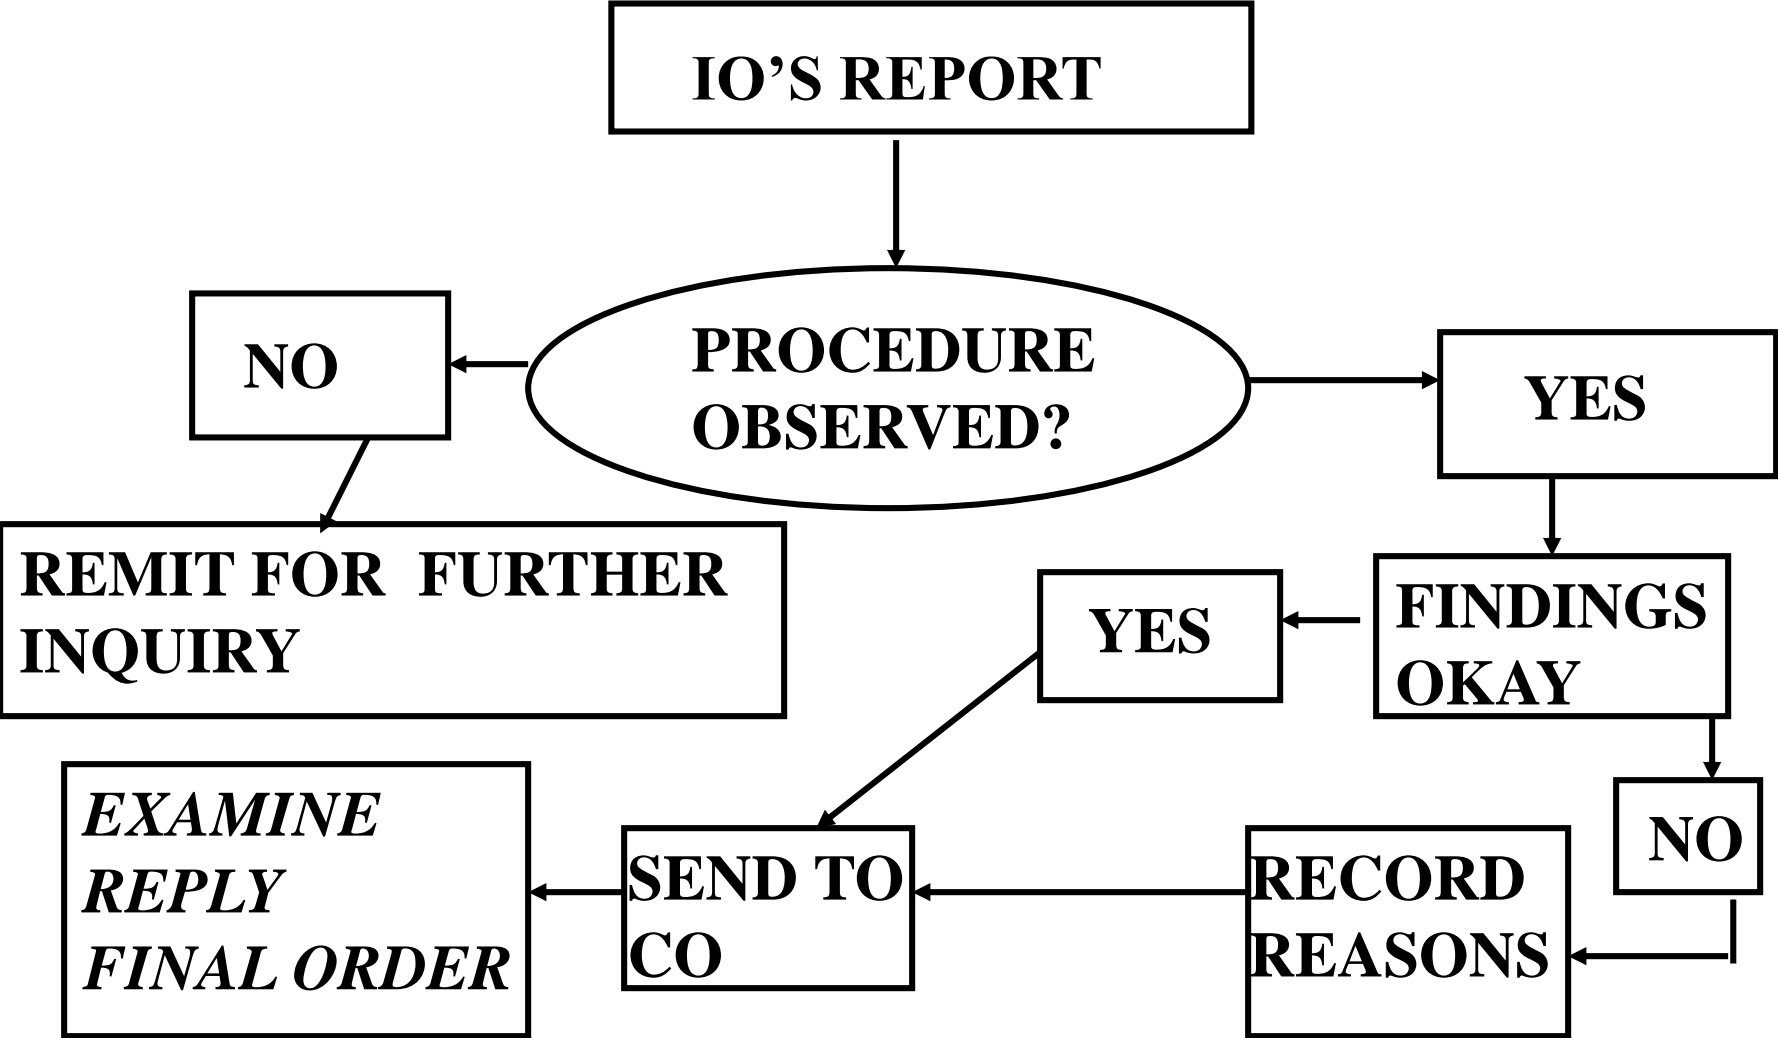 IO’S REPORT
PROCEDURE
OBSERVED?
NO
YES
REMIT FOR FURTHER
INQUIRY
FINDINGS
OKAY
YES
NO
RECORD
REASONS
SEND TO
CO
EXAMINE
REPLY
FINAL ORDER